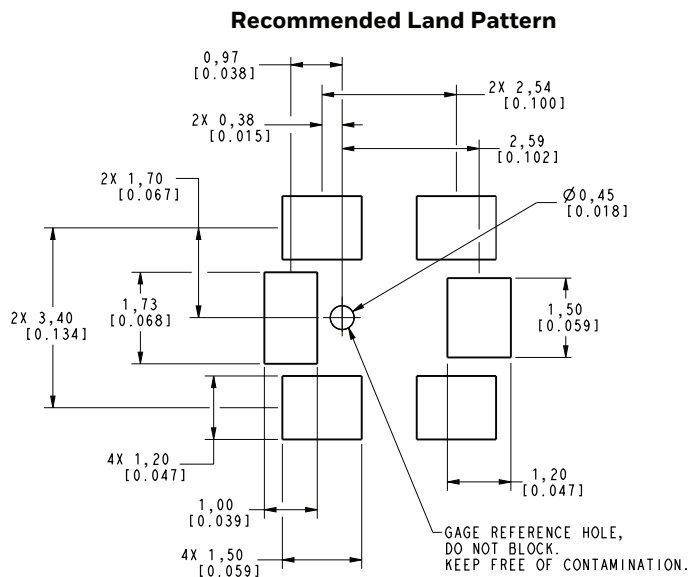 Recommended Land Pattern
0,97
[0.038]
2X 2,54
[0.100]
2X 0,38
[0.015]
2,59
[0.102]
2X 1,70
[0.067]
Ø0,45
[0.018]
1,73
[0.068]
1,50
[0.059]
2X 3,40
[0.134]
4X 1,20
[0.047]
1,20
[0.047]
1,00
[0.039]
4X 1,50
[0.059]
GAGE REFERENCE HOLE,
DO NOT BLOCK.
KEEP FREE OF CONTAMINATION.